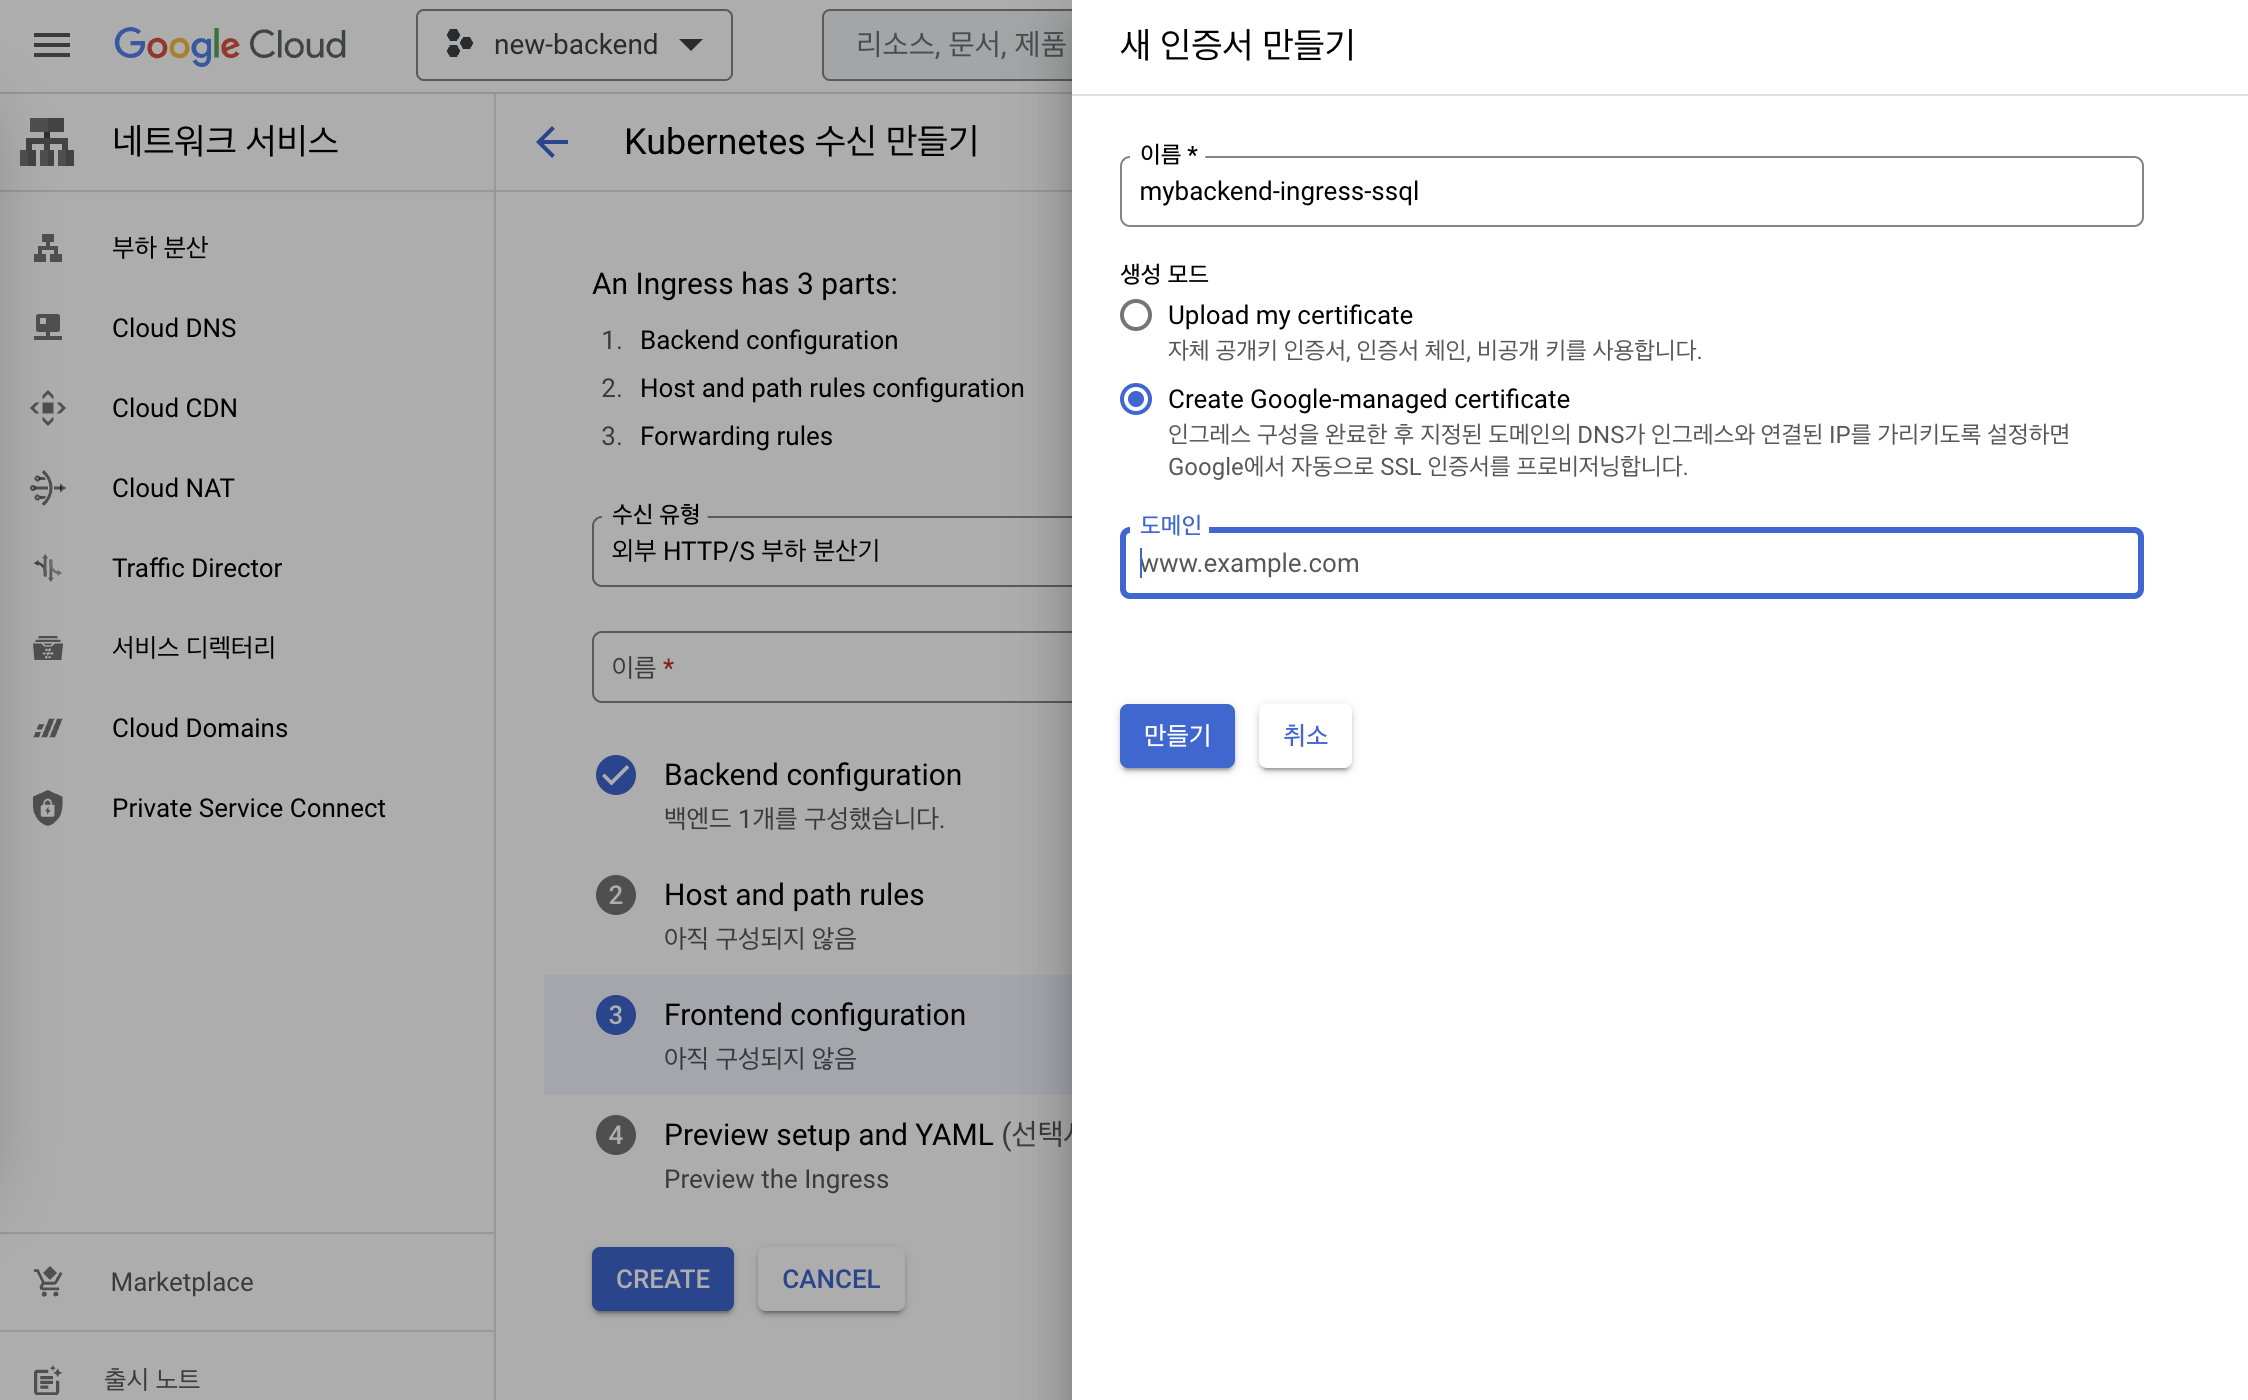 Google Cloud
new-backend
리소스, 문서, 제품
네트워크 서비스
부하 분산
Cloud DNS
Cloud CDN
Cloud NAT
Traffic Director
서비스 디렉터리
Cloud Domains
Private Service Connect
Marketplace
출시 노트
Kubernetes 수신 만들기
An Ingress has 3 parts:
1. Backend configuration
2. Host and path rules configuration
3. Forwarding rules
수신 유형
외부 HTTP/S 부하 분산기
이름 *
Backend configuration
백엔드 1개를 구성했습니다.
2 Host and path rules
아직 구성되지 않음
3 Frontend configuration
아직 구성되지 않음
4 Preview setup and YAML (선택
Preview the Ingress
CREATE CANCEL
새 인증서 만들기
이름 *
mybackend-ingress-ssql
생성 모드
Upload my certificate
자체 공개키 인증서, 인증서 체인, 비공개 키를 사용합니다.
Create Google-managed certificate
인그레스 구성을 완료한 후 지정된 도메인의 DNS가 인그레스와 연결된 IP를 가리키도록 설정하면
Google에서 자동으로 SSL 인증서를 프로비저닝합니다.
도메인
www.example.com
만들기 취소